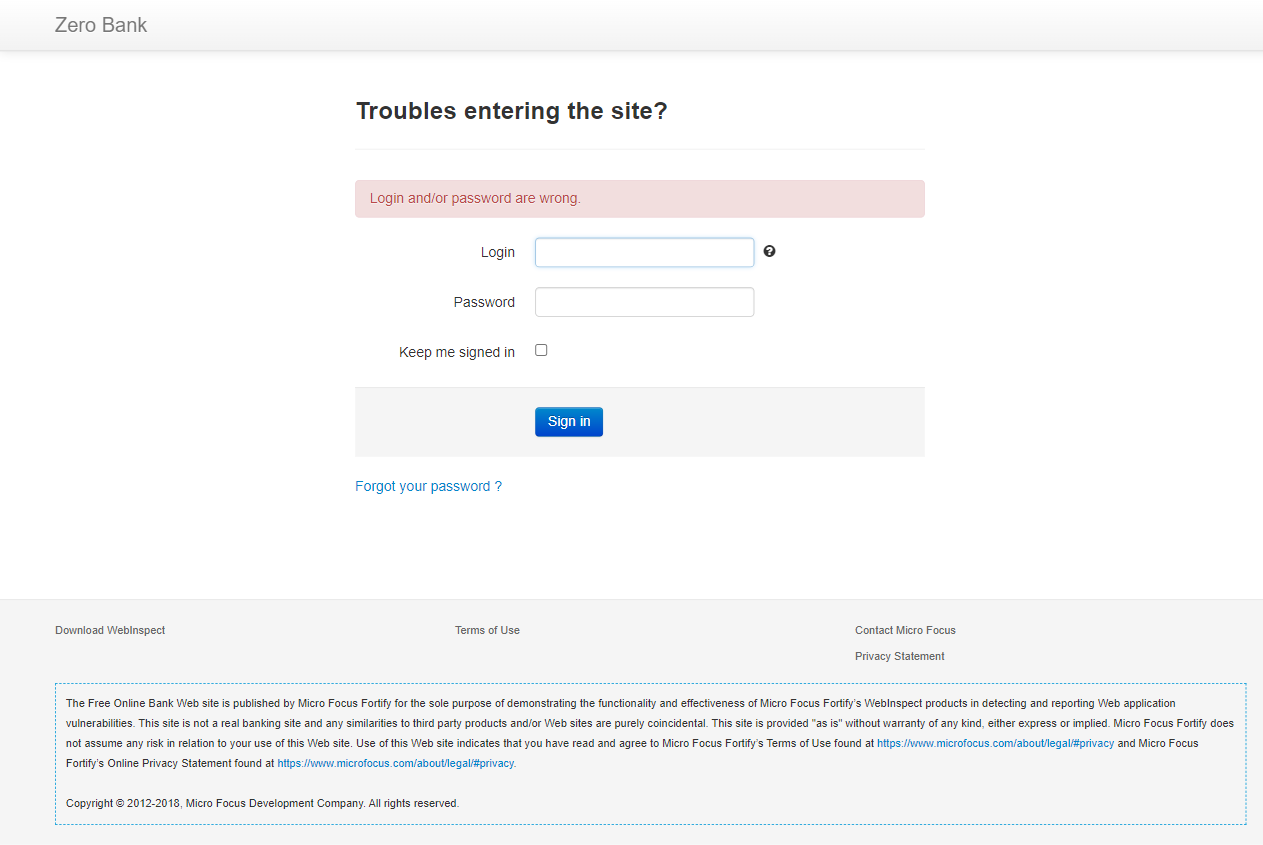 Zero Bank
Troubles entering the site?
Login and/or password are wrong.
Login
Password
Keep me signed in
Sign in
Forgot your password ?
Download WebInspect
Terms of Use
Contact Micro Focus
Privacy Statement
The Free Online Bank Web site is published by Micro Focus Fortify for the sole purpose of demonstrating the functionality and effectiveness of Micro Focus Fortify's WebInspect products in detecting and reporting Web application
vulnerabilities. This site is not a real banking site and any similarities to third party products and/or Web sites are purely coincidental. This site is provided "as is" without warranty of any kind, either express or implied. Micro Focus Fortify does
not assume any risk in relation to your use of this Web site. Use of this Web site indicates that you have read and agree to Micro Focus Fortify's Terms of Use found at https://www.microfocus.com/about/legal/#privacy and Micro Focus
Fortify's Online Privacy Statement found at https://www.microfocus.com/about/legal/#privacy.
Copyright © 2012-2018, Micro Focus Development Company. All rights reserved.